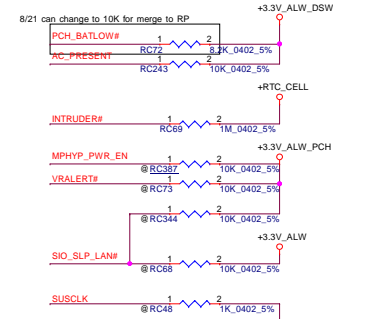 +3.3V_ALW_DSW
8/21 can change to 10K for merge to RP
PCH_BATLOW# 1 2
RC72 8.2K_0402_5%
AC_PRESENT 1 2
RC243 10K_0402_5%
+RTC_CELL
INTRUDER# 1 2
RC69 1M_0402_5%
+3.3V_ALW_PCH
MPHYP_PWR_EN 1 2
@RC387 10K_0402_5%
VRALERT# 1 2
@RC73 10K_0402_5%
1 2
@RC344 10K_0402_5%
+3.3V_ALW
SIO_SLP_LAN# 1 2
@RC68 10K_0402_5%
SUSCLK 1 2
@RC48 1K_0402_5%